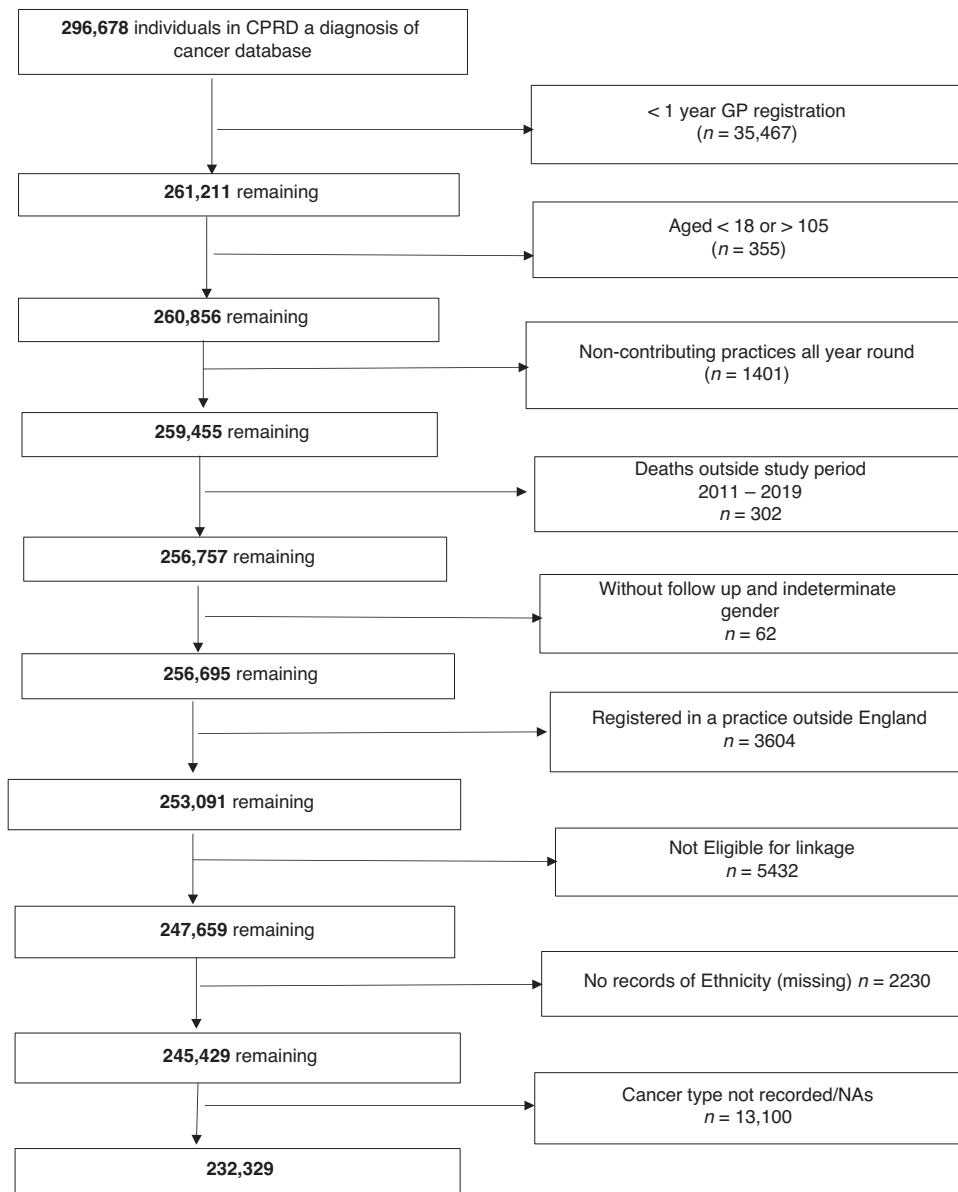 296,678 individuals in CPRD a diagnosis of
cancer database
< 1 year GP registration
(n = 35,467)
261,211 remaining
Aged < 18 or > 105
(n = 355)
260,856 remaining
Non-contributing practices all year round
(n = 1401)
259,455 remaining
Deaths outside study period
2011 – 2019
n = 302
256,757 remaining
Without follow up and indeterminate
gender
n = 62
256,695 remaining
Registered in a practice outside England
n = 3604
253,091 remaining
Not Eligible for linkage
n = 5432
247,659 remaining
No records of Ethnicity (missing) n = 2230
245,429 remaining
Cancer type not recorded/NAs
n = 13,100
232,329